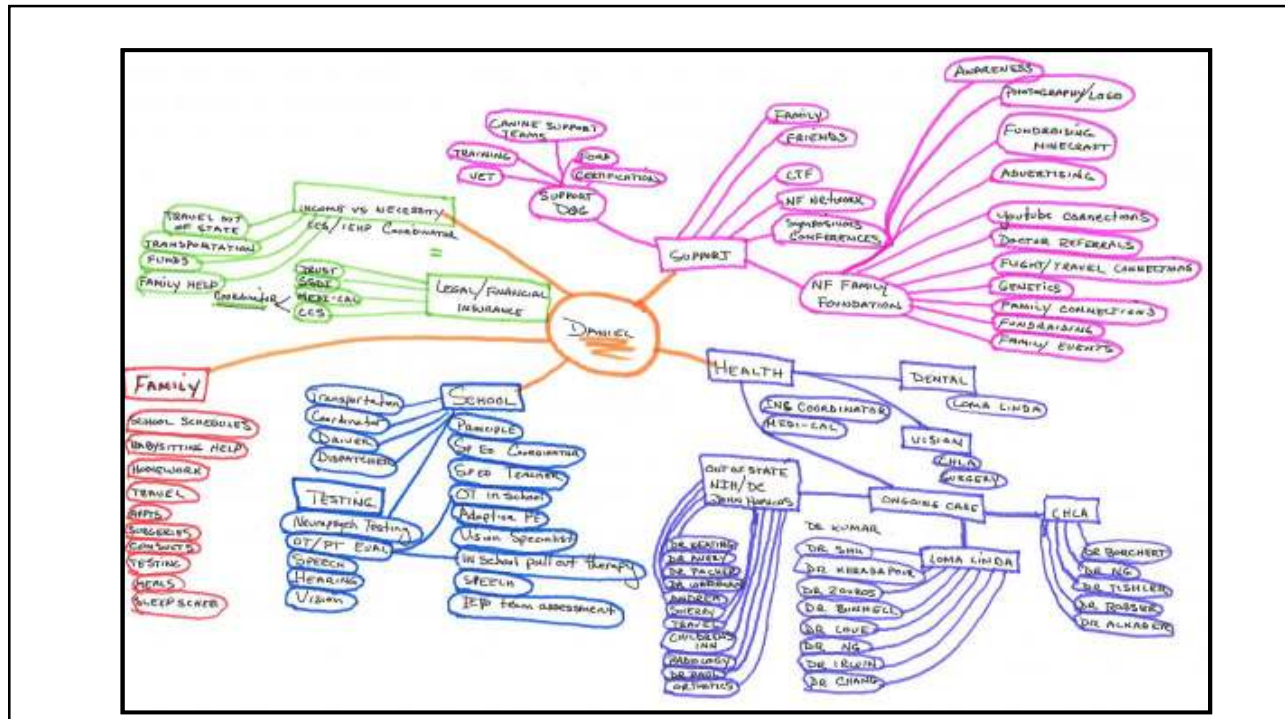 AWARENESS
PHOTOGRAPHY/LOGO
FUNDRAISING
MINECRAFT
ADVERTISING
YOUTUBE CONNECTIONS
DOCTOR REFERRALS
FLIGHT/TRAVEL CONNECTIONS
GENETICS
FAMILY CONNECTIONS
FUNDRAISING
FAMILY EVENTS
FAMILY
FRIENDS
CTF
NF NETWORK
SYMPOSIUMS
CONFERENCES
SUPPORT
NF FAMILY
FOUNDATION
CANINE SUPPORT
TEAMS
TRAINING
VET
CERTIFICATION
SUPPORT
DOG
INCOME VS NECESSITY
CCS/IEHP COORDINATOR
=
TRAVEL OUT
OF STATE
TRANSPORTATION
FUNDS
FAMILY HELP
COORDINATOR
TRUST
SSDI
MEDI-CAL
CCS
LEGAL/FINANCIAL
INSURANCE
DANIEL
FAMILY
SCHOOL SCHEDULES
BABYSITTING HELP
HOMEWORK
TRAVEL
APPTS
SURGERIES
CONSULTS
TESTING
MEALS
SLEEP SCHED
SCHOOL
Transportation
Coordinator
DRIVER
DISPATCHER
PRINCIPLE
SP ED COORDINATOR
SPED TEACHER
OT in School
Adaptive PE
Vision Specialist
IN School pull out therapy
SPEECH
IEP team assessment
TESTING
Neuropsych Testing
OT/PT EVAL
SPEECH
HEARING
Vision
HEALTH
DENTAL
LOMA LINDA
INS COORDINATOR
MEDI-CAL
VISION
CHLA
SURGERY
OUT OF STATE
NIH/DC
JOHN HOPKINS
ONGOING CARE
CHLA
DR KEATING
DR AVERY
DR PACKER
ANDREA
SHERRY
TRAVEL
CHILDRENS
INN
RADIOLOGY
DR PAUL
ORTHOTICS
DR KUMAR
DR SHU
LOMA LINDA
DR ZOUROS
DR BUNNELL
DR LOVE
DR NG
DR IRWIN
DR CHANG
DR BORCHERT
DR NG
DR TISHLER